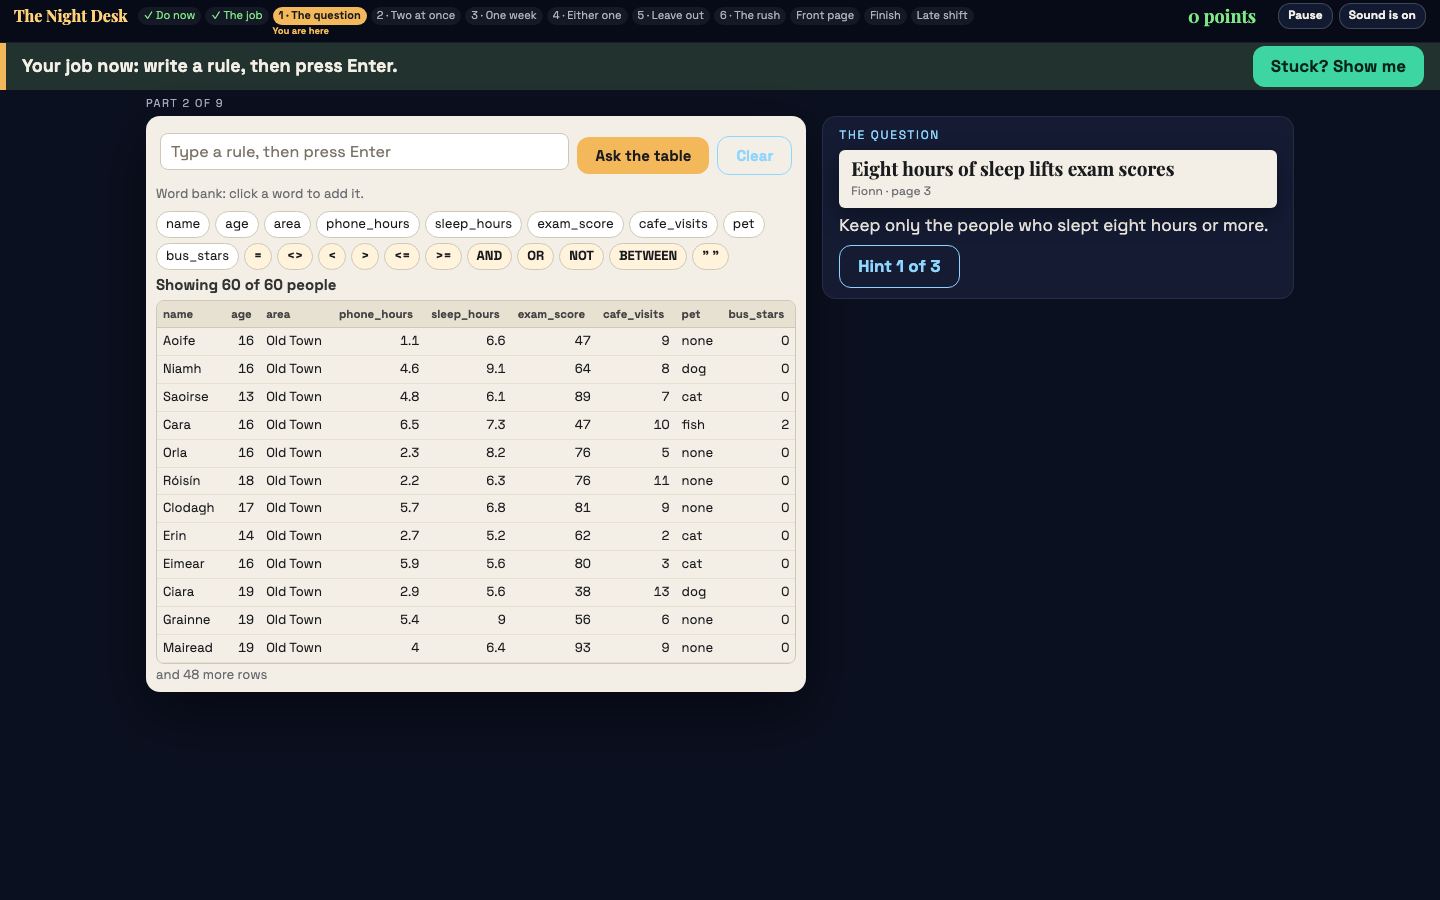 The Night Desk ✓ Do now ✓ The job 1 · The question 2 · Two at once 3 · One week 4 · Either one 5 · Leave out 6 · The rush Front page Finish Late shift 0 points Pause Sound is on
You are here
Your job now: write a rule, then press Enter. Stuck? Show me
PART 2 OF 9
Type a rule, then press Enter Ask the table Clear
Word bank: click a word to add it.
name age area phone_hours sleep_hours exam_score cafe_visits pet
bus_stars = <> < > <= >= AND OR NOT BETWEEN " "
Showing 60 of 60 people
name age area phone_hours sleep_hours exam_score cafe_visits pet bus_stars
Aoife 16 Old Town 1.1 6.6 47 9 none 0
Niamh 16 Old Town 4.6 9.1 64 8 dog 0
Saoirse 13 Old Town 4.8 6.1 89 7 cat 0
Cara 16 Old Town 6.5 7.3 47 10 fish 2
Orla 16 Old Town 2.3 8.2 76 5 none 0
Róisín 18 Old Town 2.2 6.3 76 11 none 0
Clodagh 17 Old Town 5.7 6.8 81 9 none 0
Erin 14 Old Town 2.7 5.2 62 2 cat 0
Eimear 16 Old Town 5.9 5.6 80 3 cat 0
Ciara 19 Old Town 2.9 5.6 38 13 dog 0
Grainne 19 Old Town 5.4 9 56 6 none 0
Mairead 19 Old Town 4 6.4 93 9 none 0
and 48 more rows
THE QUESTION
Eight hours of sleep lifts exam scores
Fionn · page 3
Keep only the people who slept eight hours or more.
Hint 1 of 3